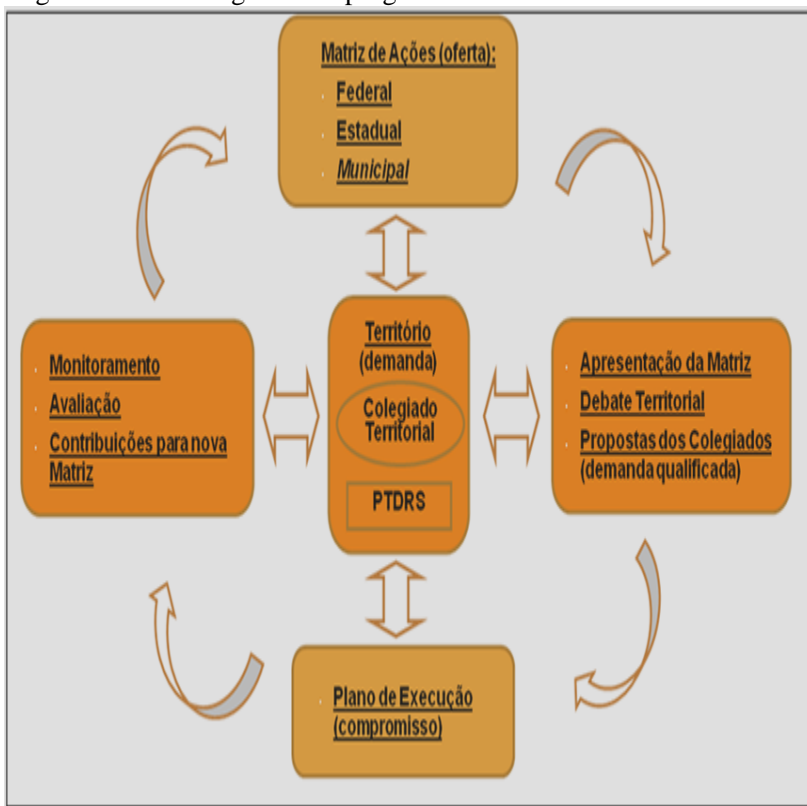 Matriz de Ações (oferta):
Federal
Estadual
Municipal
Território
(demanda)
Colegiado
Territorial
PTDRS
Monitoramento
Avaliação
Contribuições para nova
Matriz
Apresentação da Matriz
Debate Territorial
Propostas dos Colegiados
(demanda qualificada)
Plano de Execução
(compromisso)